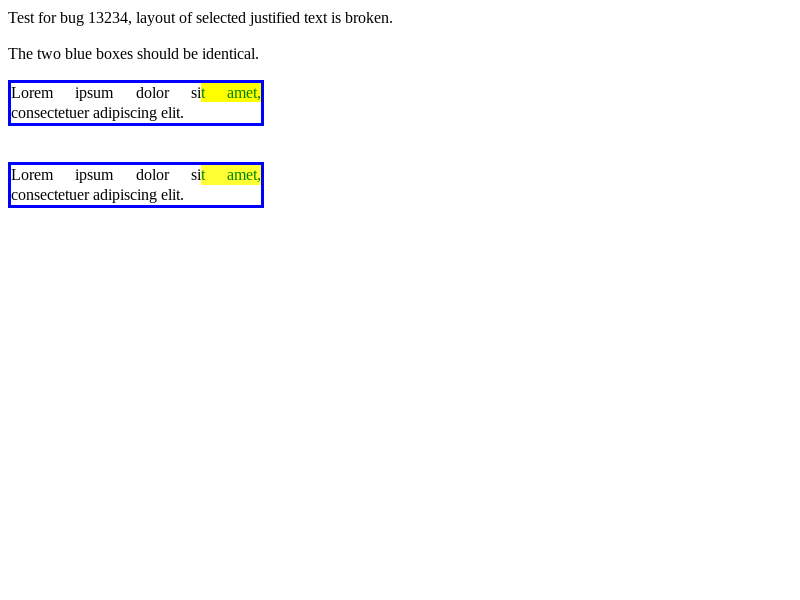 Test for bug 13234, layout of selected justified text is broken.
The two blue boxes should be identical.
Lorem ipsum dolor sit amet,
consectetuer adipiscing elit.
Lorem ipsum dolor sit amet,
consectetuer adipiscing elit.